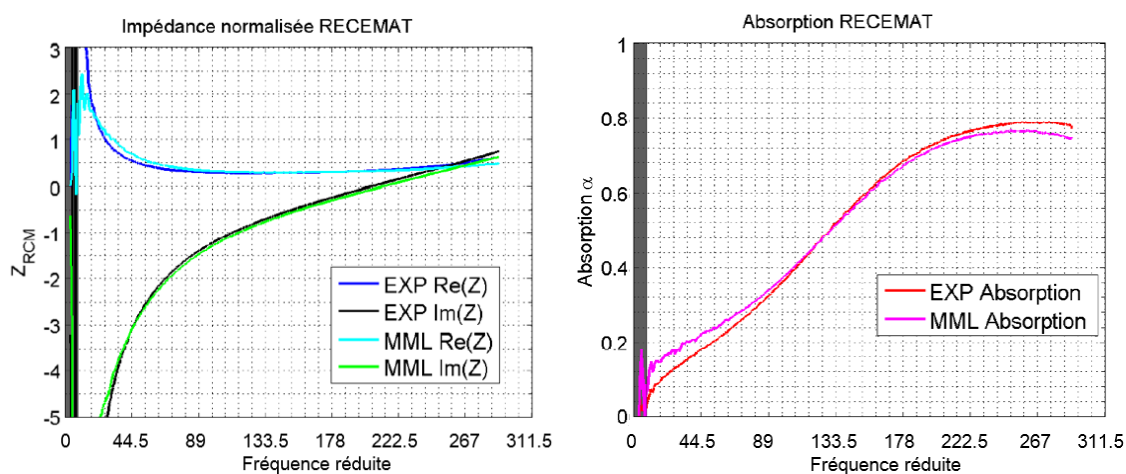 Impédance normalisée RECEMAT
3
2
1
0
-1
-2
-3
-4
-5
Z_RCM
EXP Re(Z)
EXP Im(Z)
MML Re(Z)
MML Im(Z)
0 44.5 89 133.5 178 222.5 267 311.5
Fréquence réduite
Absorption RECEMAT
1
0.8
0.6
0.4
0.2
0
Absorption α
EXP Absorption
MML Absorption
0 44.5 89 133.5 178 222.5 267 311.5
Fréquence réduite